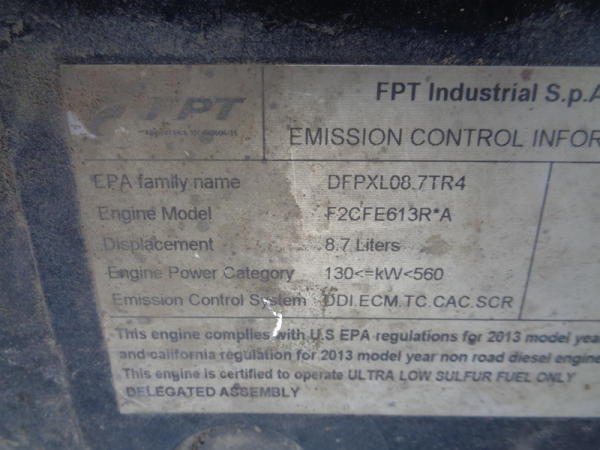 FPT
FPT Industrial S.p.A
EMISSION CONTROL INFOR
EPA family name DFPXL08.7TR4
Engine Model F2CFE613R*A
Displacement 8.7 Liters
Engine Power Category 130<=kW<560
Emission Control System DDI.ECM.TC.CAC.SCR
This engine complies with U.S EPA regulations for 2013 model yea
and california regulation for 2013 model year non road diesel engine
This engine is certified to operate ULTRA LOW SULFUR FUEL ONLY
DELEGATED ASSEMBLY